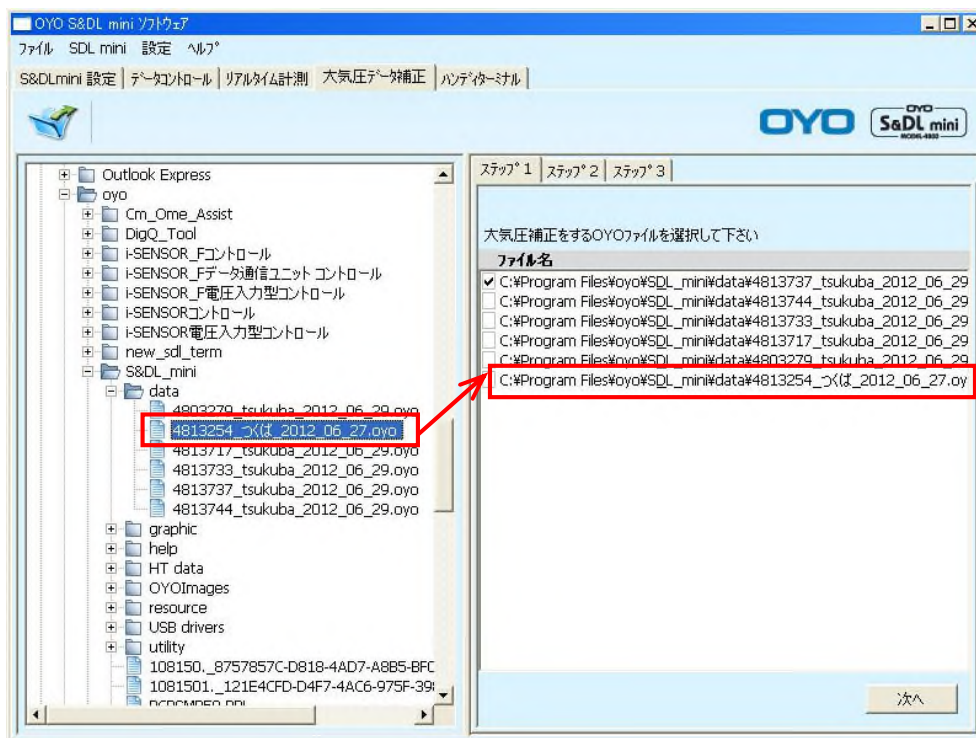 OYO S&DL mini ソフトウェア
ファイル SDL mini 設定 ヘルプ
S&DLmini 設定 データコントロール リアルタイム計測 大気圧データ補正 ハンディターミナル
OYO
OYO
S&DL mini
MODEL-4800
Outlook Express
oyo
Cm_Ome_Assist
DigQ_Tool
i-SENSOR_Fコントロール
i-SENSOR_Fデータ通信ユニット コントロール
i-SENSOR_F電圧入力型コントロール
i-SENSORコントロール
i-SENSOR電圧入力型コントロール
new_sdl_term
S&DL_mini
data
4803279_tsukuba_2012_06_29.oyo
4813254_つくば_2012_06_27.oyo
4813717_tsukuba_2012_06_29.oyo
4813733_tsukuba_2012_06_29.oyo
4813737_tsukuba_2012_06_29.oyo
4813744_tsukuba_2012_06_29.oyo
graphic
help
HT data
OYOImages
resource
USB drivers
utility
108150._8757857C-D818-4AD7-A8B5-BFC
1081501._121E4CFD-D4F7-4AC6-975F-39
ステップ 1 ステップ 2 ステップ 3
大気圧補正をするOYOファイルを選択して下さい
ファイル名
C:¥Program Files¥oyo¥SDL_mini¥data¥4813737_tsukuba_2012_06_29
C:¥Program Files¥oyo¥SDL_mini¥data¥4813744_tsukuba_2012_06_29
C:¥Program Files¥oyo¥SDL_mini¥data¥4813733_tsukuba_2012_06_29
C:¥Program Files¥oyo¥SDL_mini¥data¥4813717_tsukuba_2012_06_29
C:¥Program Files¥oyo¥SDL_mini¥data¥4803279_tsukuba_2012_06_29
C:¥Program Files¥oyo¥SDL_mini¥data¥4813254_つくば_2012_06_27.oy
次へ